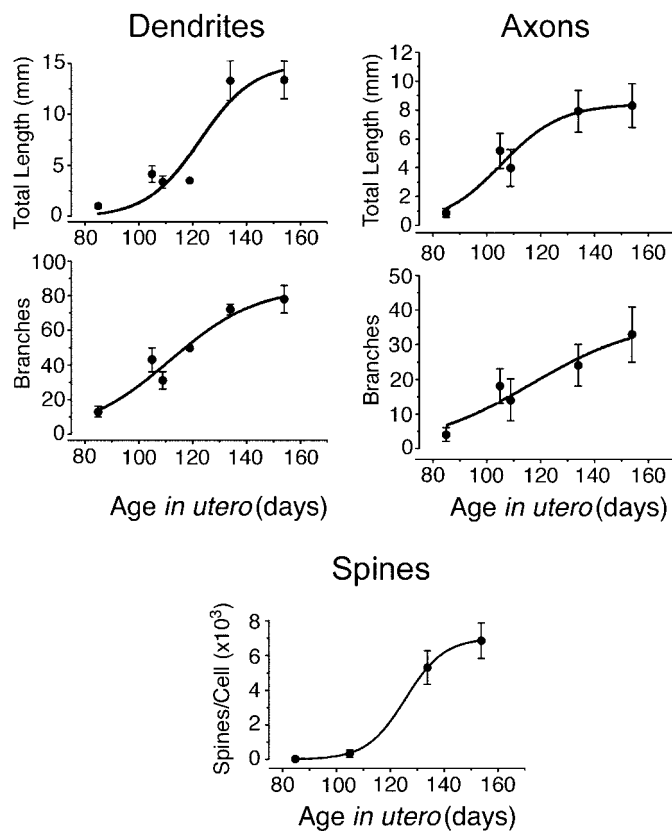 Dendrites
Total Length (mm)
15
10
5
0
80 100 120 140 160
Branches
100
80
60
40
20
0
80 100 120 140 160
Age in utero (days)
Axons
Total Length (mm)
12
10
8
6
4
2
0
80 100 120 140 160
Branches
50
40
30
20
10
0
80 100 120 140 160
Age in utero (days)
Spines
Spines/Cell (x10³)
8
6
4
2
0
80 100 120 140 160
Age in utero (days)